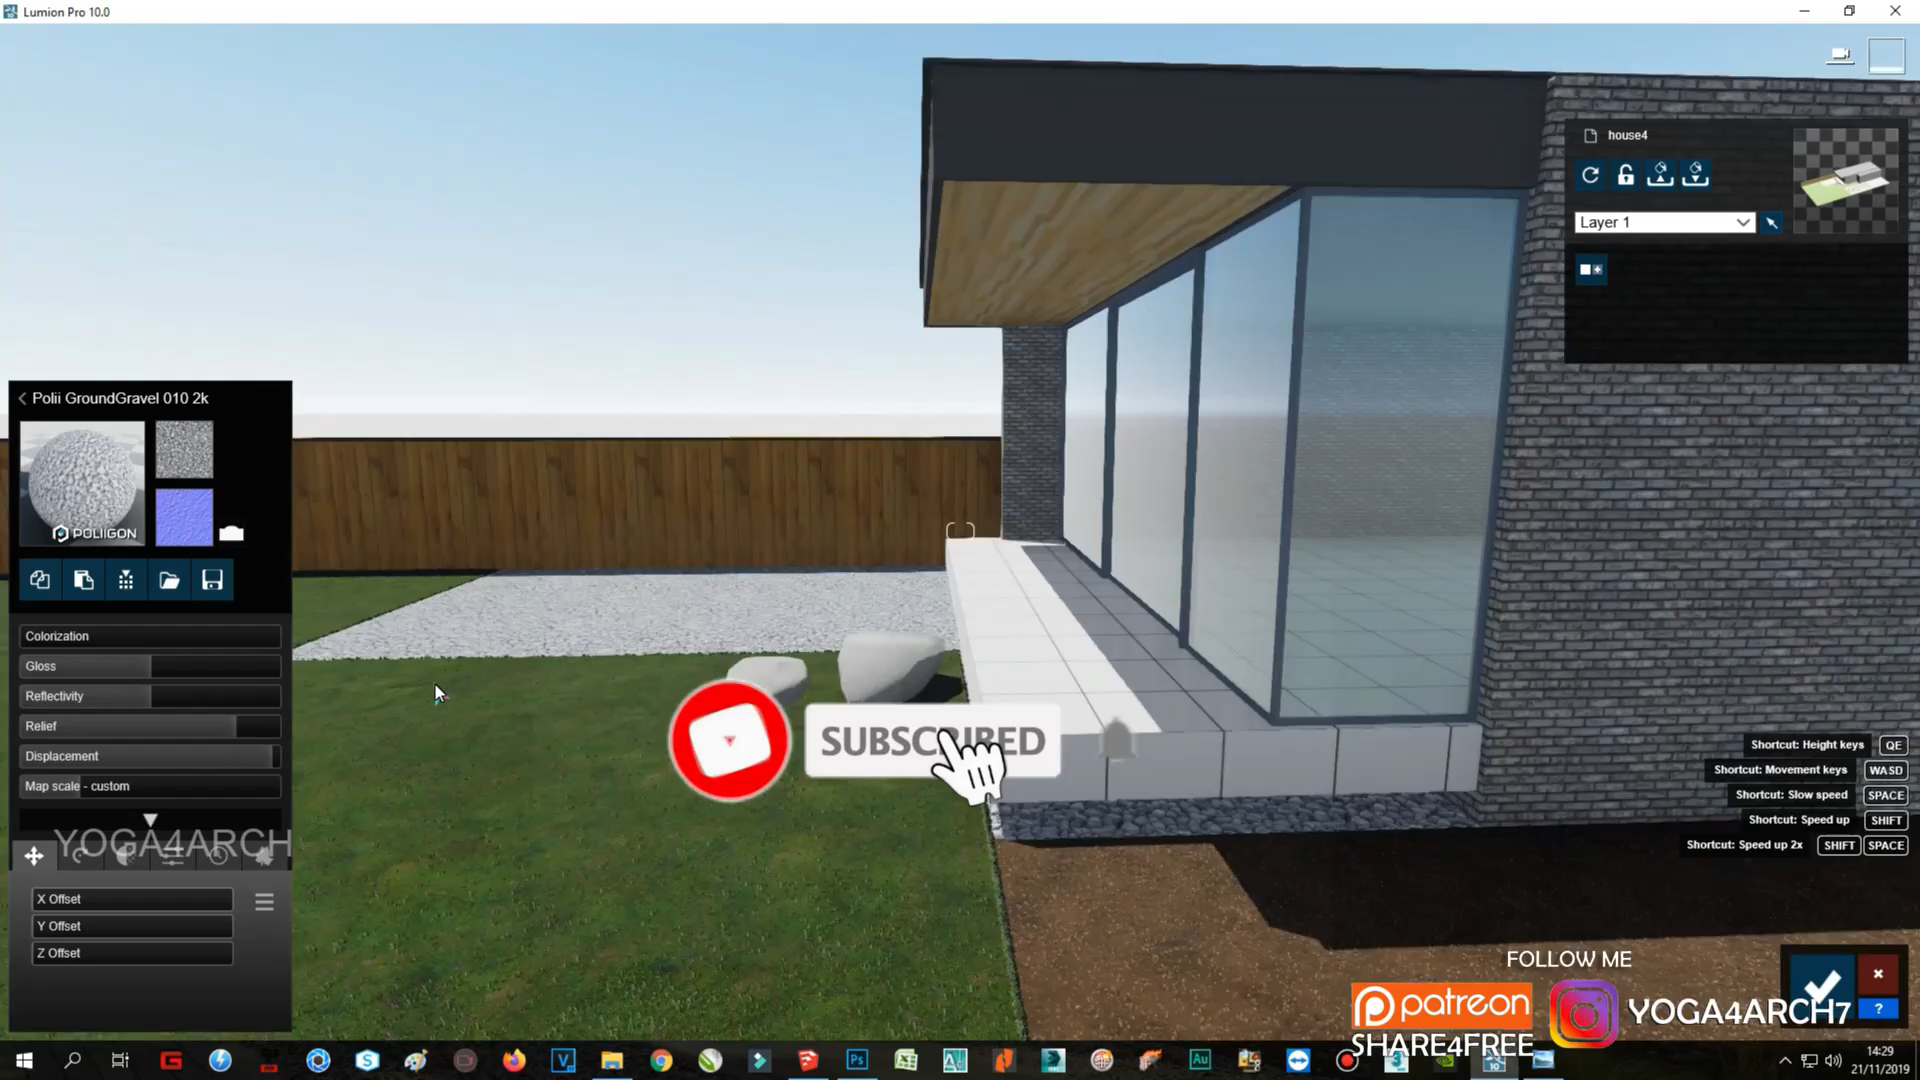 Lumion Pro 10.0
house4
Layer 1
Polii GroundGravel 010 2k
POLIIGON
Colorization
Gloss
Reflectivity
Relief
Displacement
Map scale - custom
YOGA4ARCH
X Offset
Y Offset
Z Offset
SUBSCRIBED
Shortcut: Height keys QE
Shortcut: Movement keys WASD
Shortcut: Slow speed SPACE
Shortcut: Speed up SHIFT
Shortcut: Speed up 2x SHIFT SPACE
FOLLOW ME
patreon
YOGA4ARCH7
SHARE4FREE
?
Ps
Au
14:29
21/11/2019